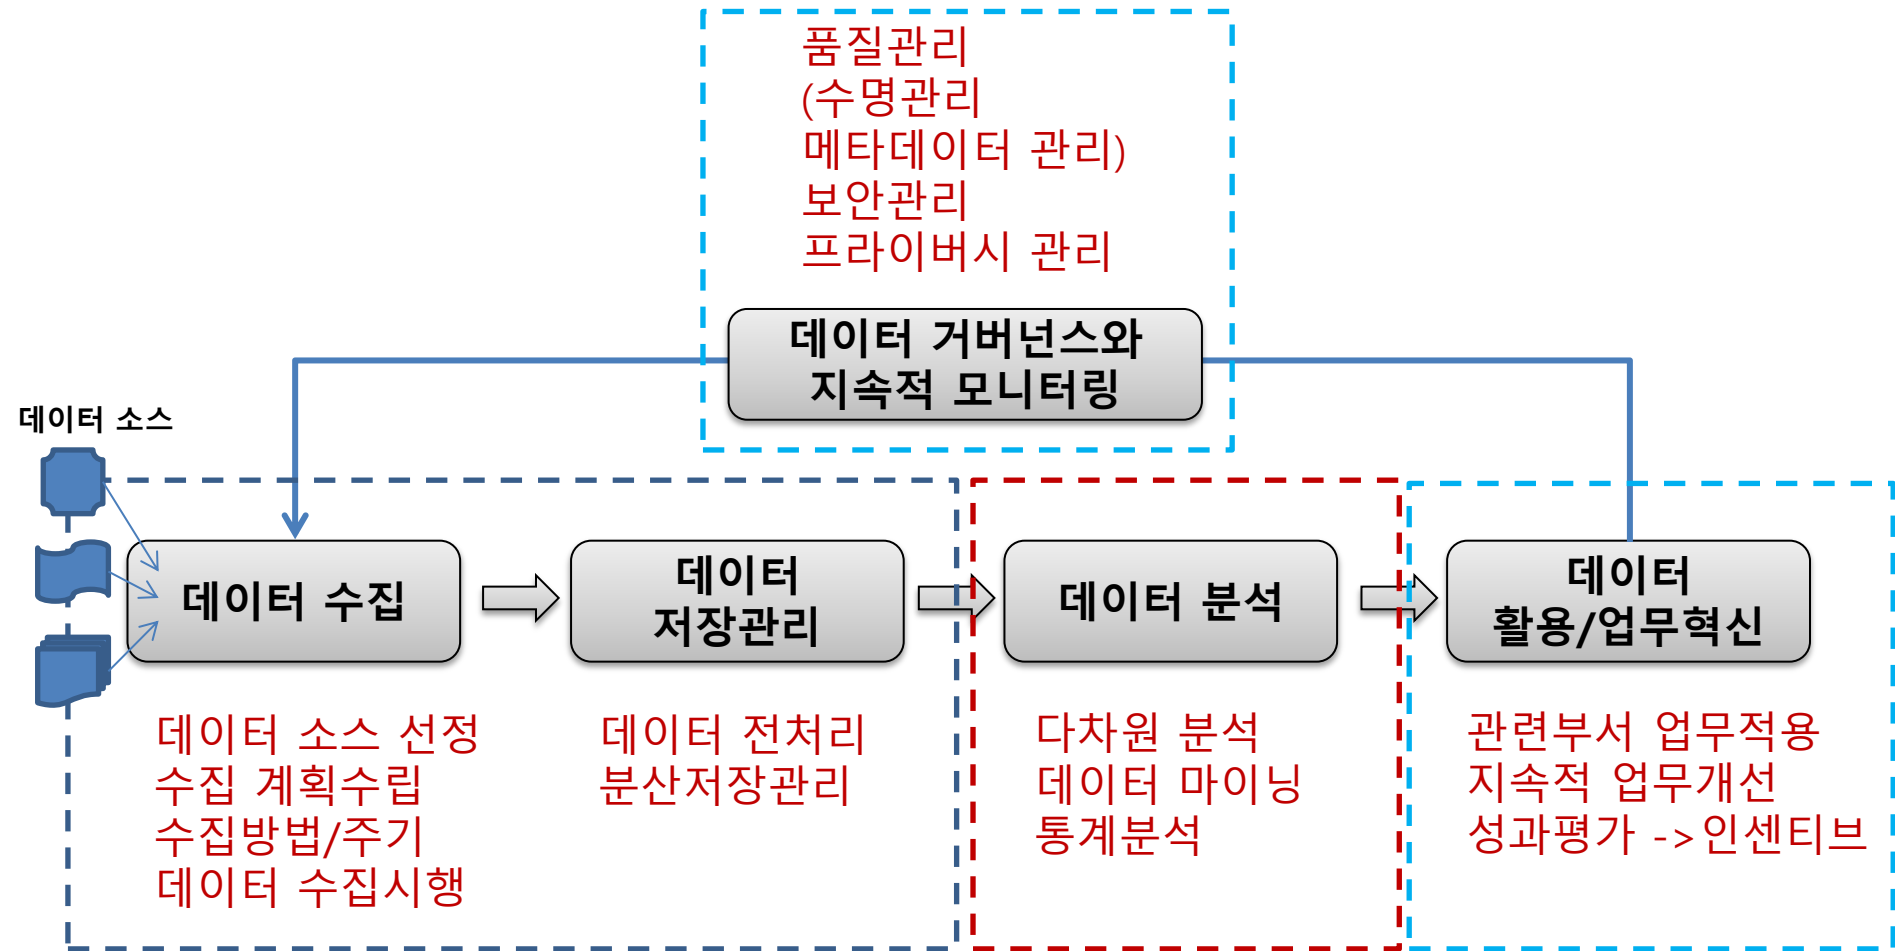 품질관리
(수명관리
메타데이터 관리)
보안관리
프라이버시 관리
데이터 거버넌스와
지속적 모니터링
데이터 소스
데이터 수집
데이터
저장관리
데이터 분석
데이터
활용/업무혁신
데이터 소스 선정
수집 계획수립
수집방법/주기
데이터 수집시행
데이터 전처리
분산저장관리
다차원 분석
데이터 마이닝
통계분석
관련부서 업무적용
지속적 업무개선
성과평가 ->인센티브